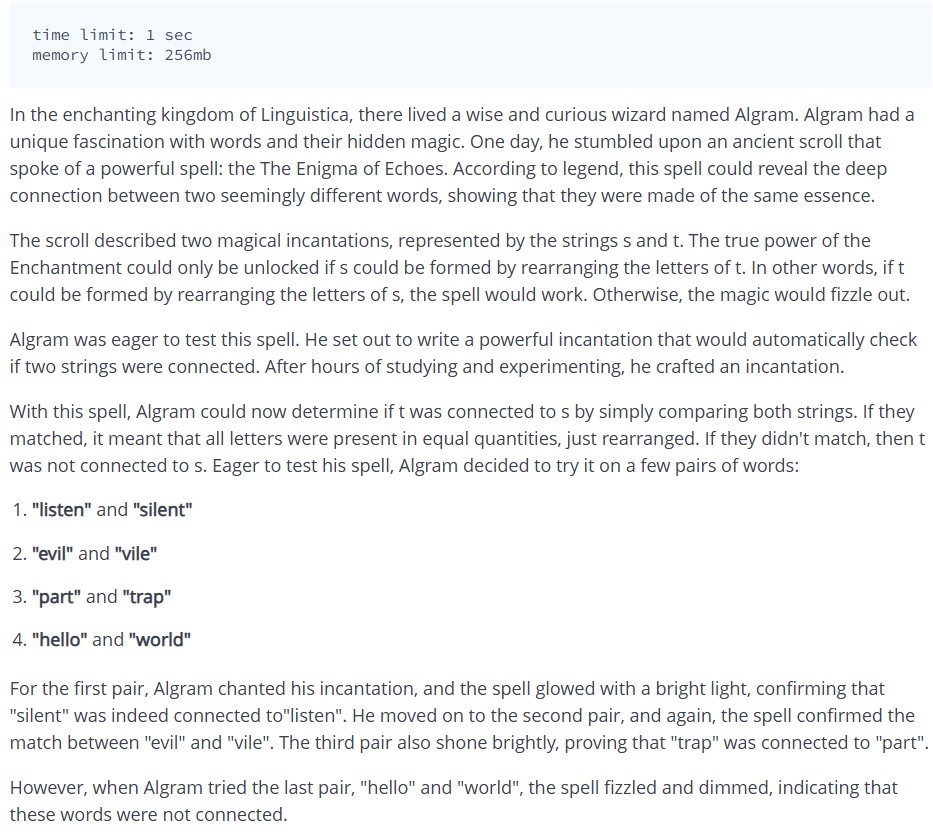 time limit: 1 sec
memory limit: 256mb
In the enchanting kingdom of Linguistica, there lived a wise and curious wizard named Algram. Algram had a
unique fascination with words and their hidden magic. One day, he stumbled upon an ancient scroll that
spoke of a powerful spell: the The Enigma of Echoes. According to legend, this spell could reveal the deep
connection between two seemingly different words, showing that they were made of the same essence.
The scroll described two magical incantations, represented by the strings s and t. The true power of the
Enchantment could only be unlocked if s could be formed by rearranging the letters of t. In other words, if t
could be formed by rearranging the letters of s, the spell would work. Otherwise, the magic would fizzle out.
Algram was eager to test this spell. He set out to write a powerful incantation that would automatically check
if two strings were connected. After hours of studying and experimenting, he crafted an incantation.
With this spell, Algram could now determine if t was connected to s by simply comparing both strings. If they
matched, it meant that all letters were present in equal quantities, just rearranged. If they didn't match, then t
was not connected to s. Eager to test his spell, Algram decided to try it on a few pairs of words:
1. "listen" and "silent"
2. "evil" and "vile"
3. "part" and "trap"
4. "hello" and "world"
For the first pair, Algram chanted his incantation, and the spell glowed with a bright light, confirming that
"silent" was indeed connected to"listen". He moved on to the second pair, and again, the spell confirmed the
match between "evil" and "vile". The third pair also shone brightly, proving that "trap" was connected to "part".
However, when Algram tried the last pair, "hello" and "world", the spell fizzled and dimmed, indicating that
these words were not connected.